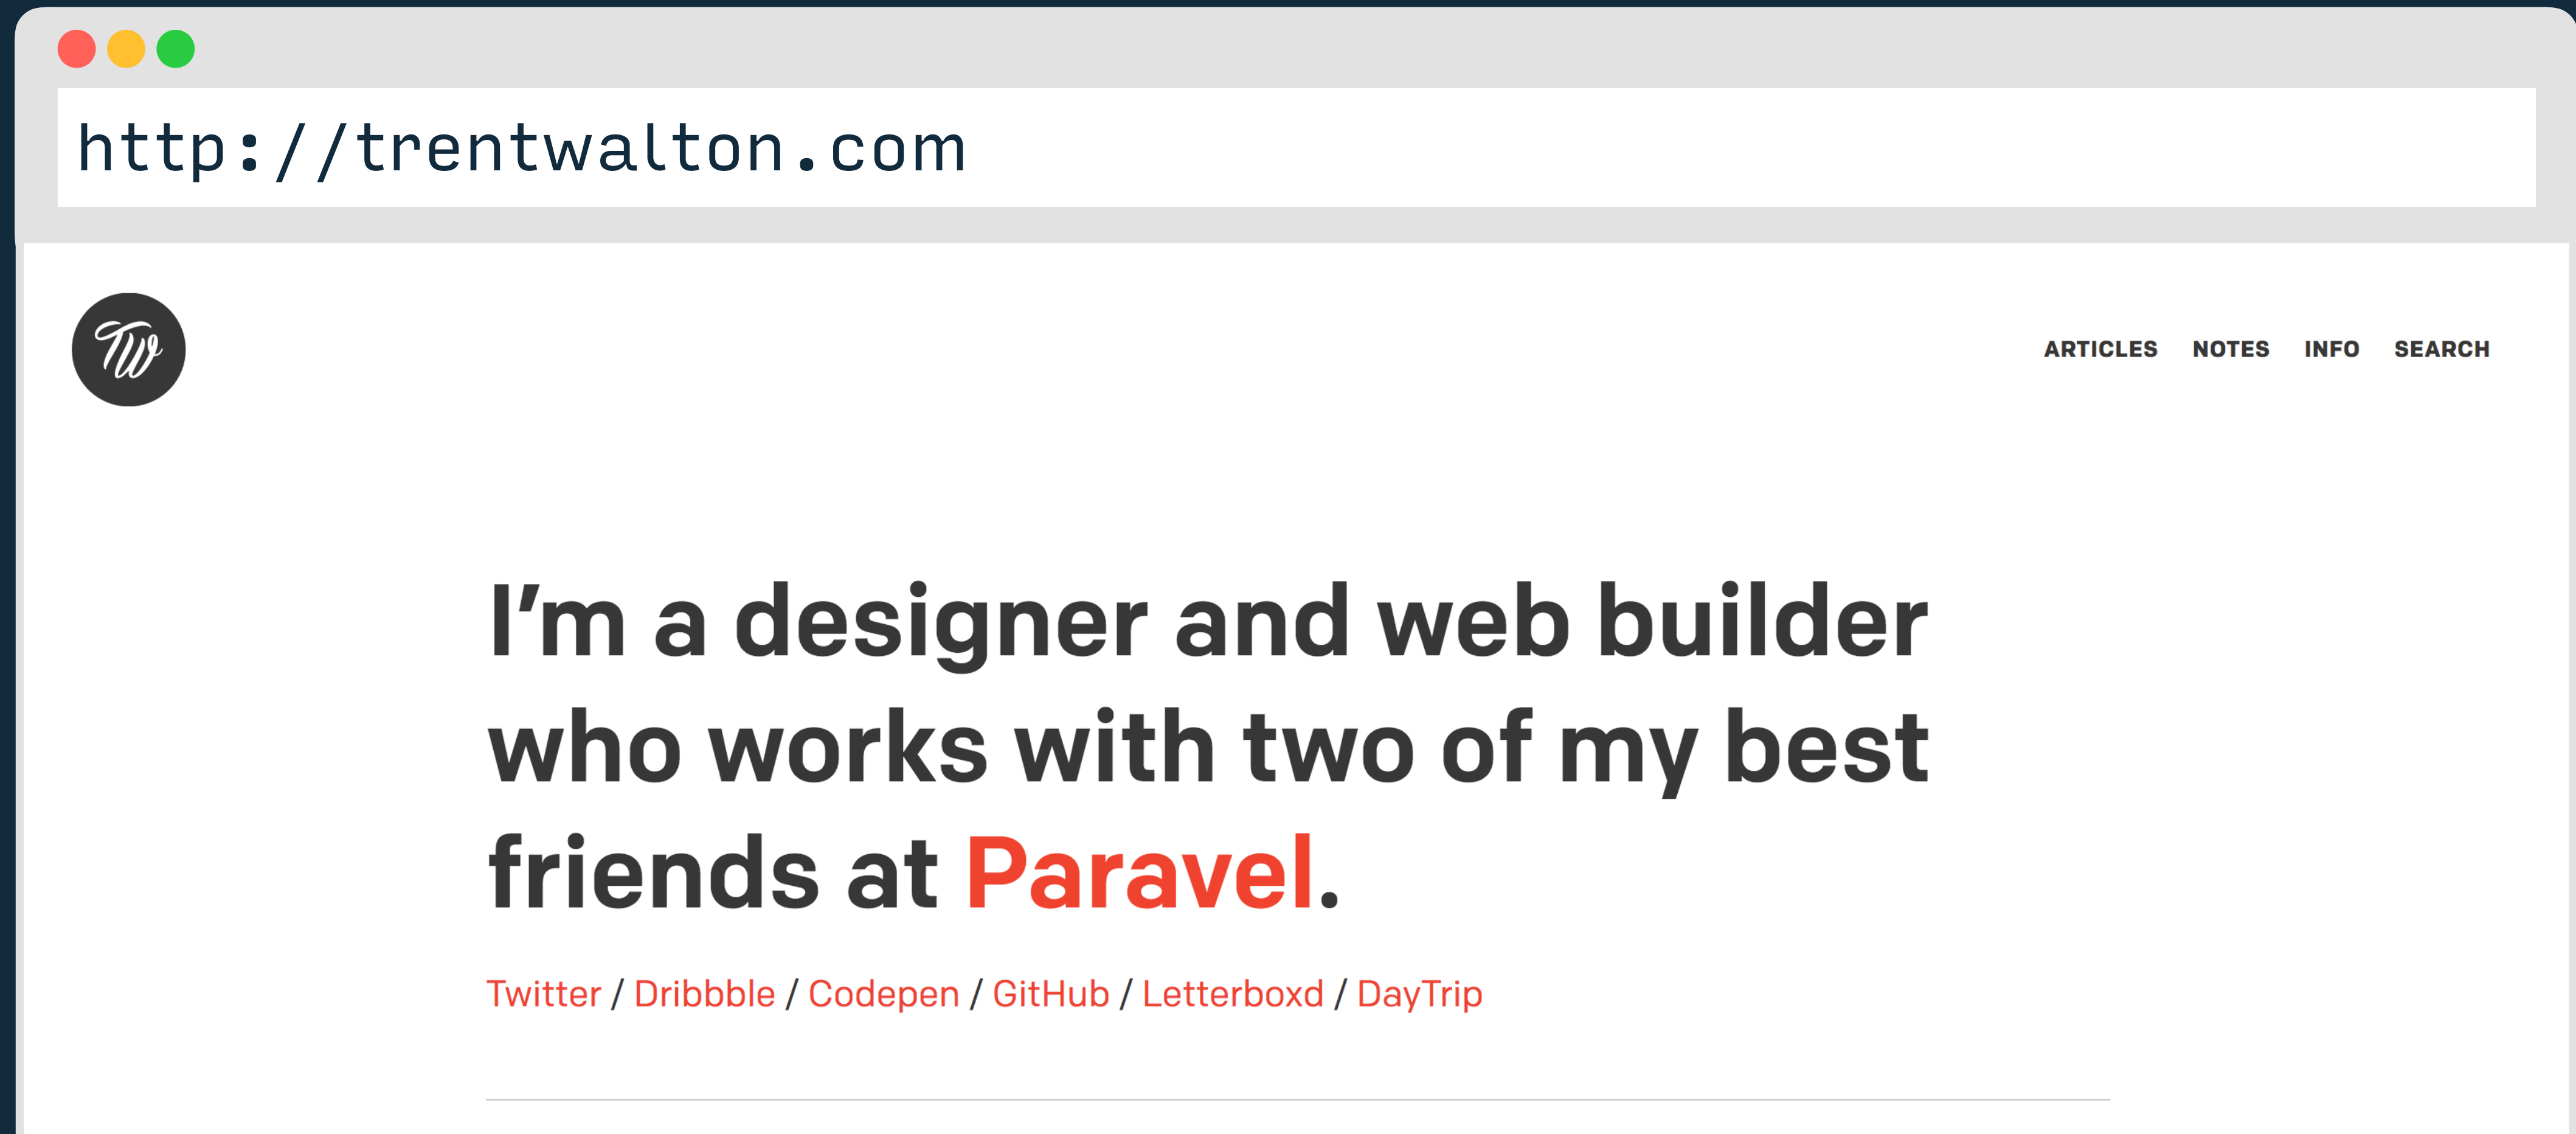 http://trentwalton.com
TW
ARTICLES NOTES INFO SEARCH
I’m a designer and web builder
who works with two of my best
friends at Paravel.
Twitter / Dribbble / Codepen / GitHub / Letterboxd / DayTrip